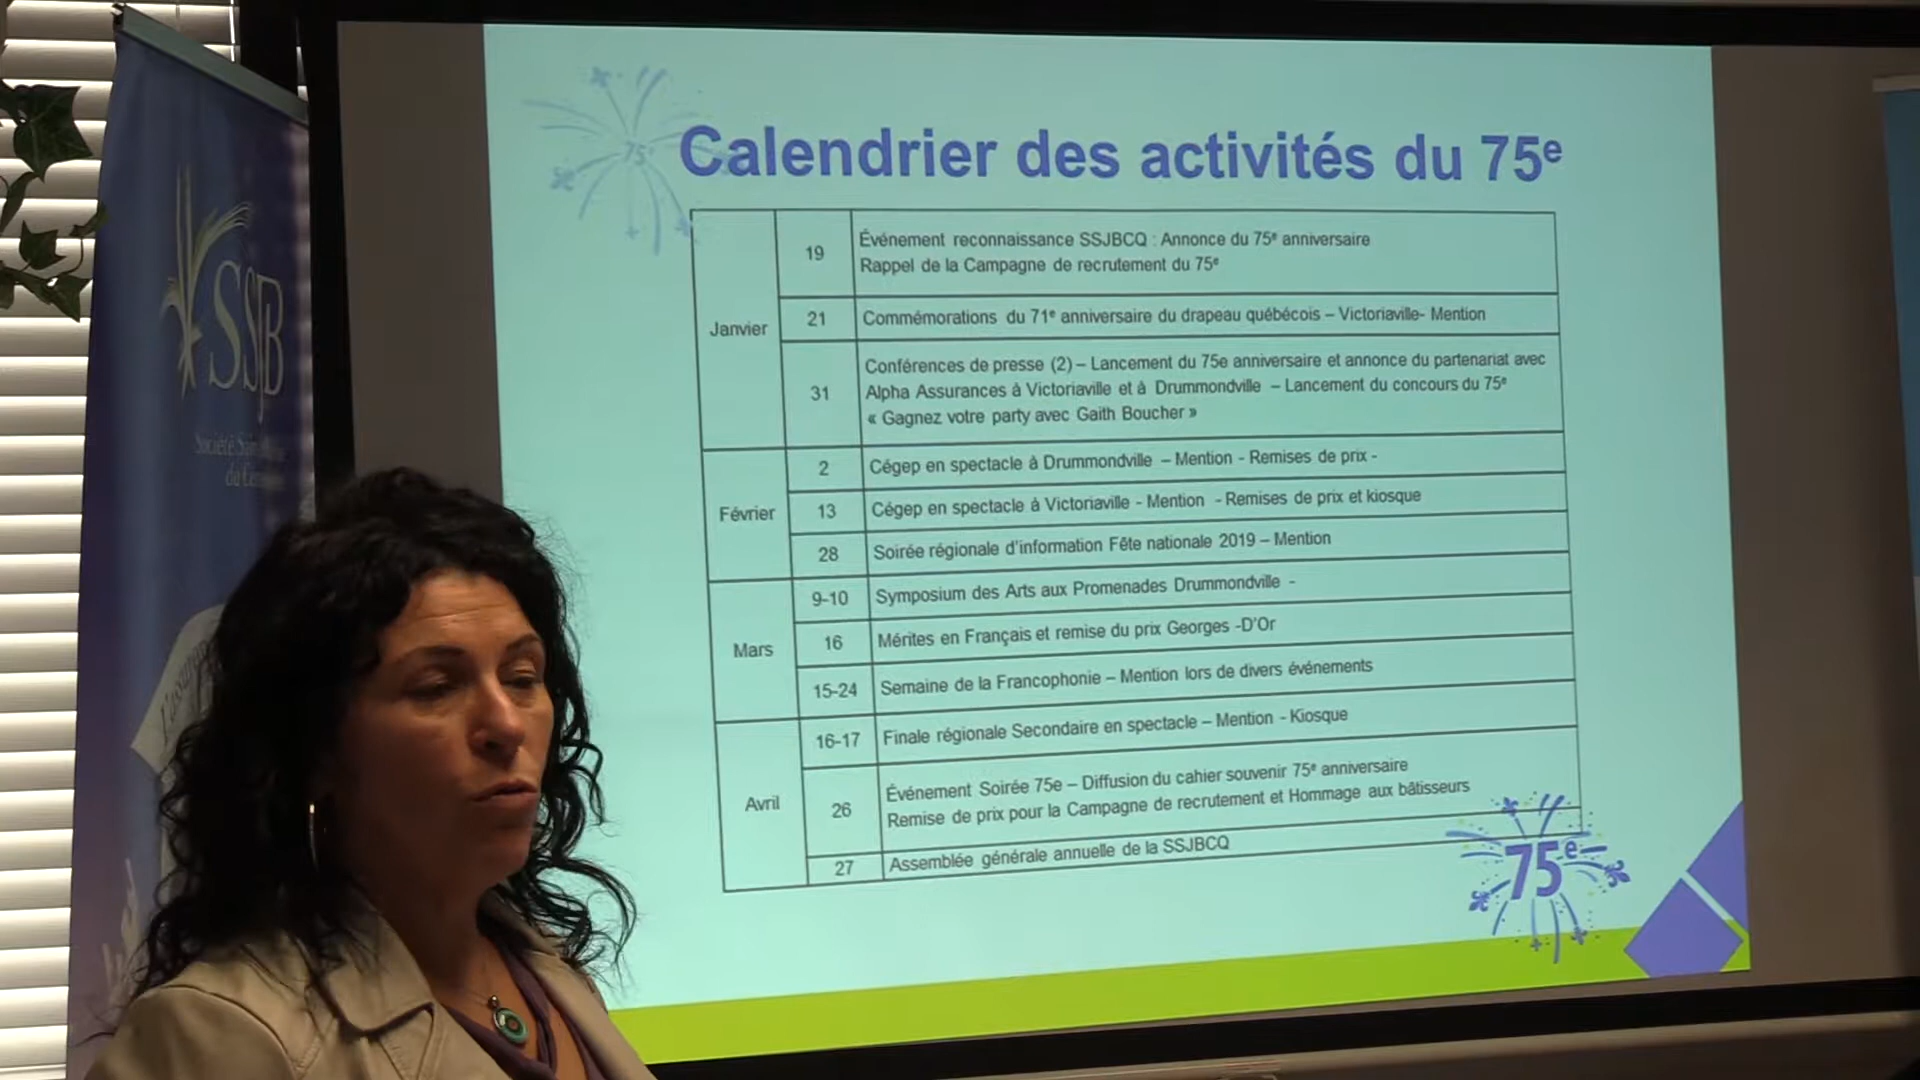 Calendrier des activités du 75e
75e
Janvier
19
Événement reconnaissance SSJBCQ : Annonce du 75e anniversaire
Rappel de la Campagne de recrutement du 75e
21
Commémorations du 71e anniversaire du drapeau québécois – Victoriaville- Mention
31
Conférences de presse (2) – Lancement du 75e anniversaire et annonce du partenariat avec
Alpha Assurances à Victoriaville et à Drummondville – Lancement du concours du 75e
« Gagnez votre party avec Gaith Boucher »
Février
2
Cégep en spectacle à Drummondville – Mention - Remises de prix -
13
Cégep en spectacle à Victoriaville - Mention - Remises de prix et kiosque
28
Soirée régionale d'information Fête nationale 2019 – Mention
Mars
9-10
Symposium des Arts aux Promenades Drummondville -
16
Mérites en Français et remise du prix Georges -D'Or
15-24
Semaine de la Francophonie – Mention lors de divers événements
Avril
16-17
Finale régionale Secondaire en spectacle – Mention - Kiosque
26
Événement Soirée 75e – Diffusion du cahier souvenir 75e anniversaire
Remise de prix pour la Campagne de recrutement et Hommage aux bâtisseurs
27
Assemblée générale annuelle de la SSJBCQ
75e
SSJB
Société
du